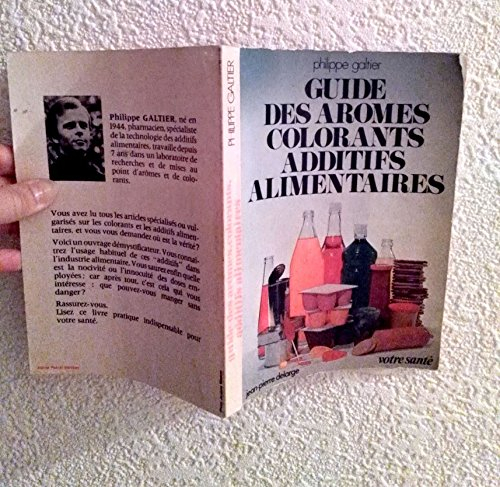 Philippe GALTIER, né en
1944, pharmacien, spécialiste
de la technologie des additifs
alimentaires, travaille depuis
7 ans dans un laboratoire de
recherches et de mises au
point d'arômes et de colo-
rants.
Vous avez lu tous les articles spécialisés ou vul-
garisés sur les colorants et les additifs alimen-
taires, et vous vous demandez où est la vérité ?
Voici un ouvrage démystificateur. Vous connaî-
trez l'usage habituel de ces "additifs" dans
l'industrie alimentaire. Vous saurez enfin quelle
est la nocivité ou l'innocuité des doses em-
ployées : car après tout, c'est cela qui vous
intéresse : que pouvez-vous manger sans
danger ?
Rassurez-vous.
Lisez ce livre pratique indispensable pour
votre santé.
PHILIPPE GALTIER
guide des arômes, colorants,
additifs alimentaires
philippe galtier
GUIDE
DES AROMES
COLORANTS
ADDITIFS
ALIMENTAIRES
votre santé
jean-pierre delarge